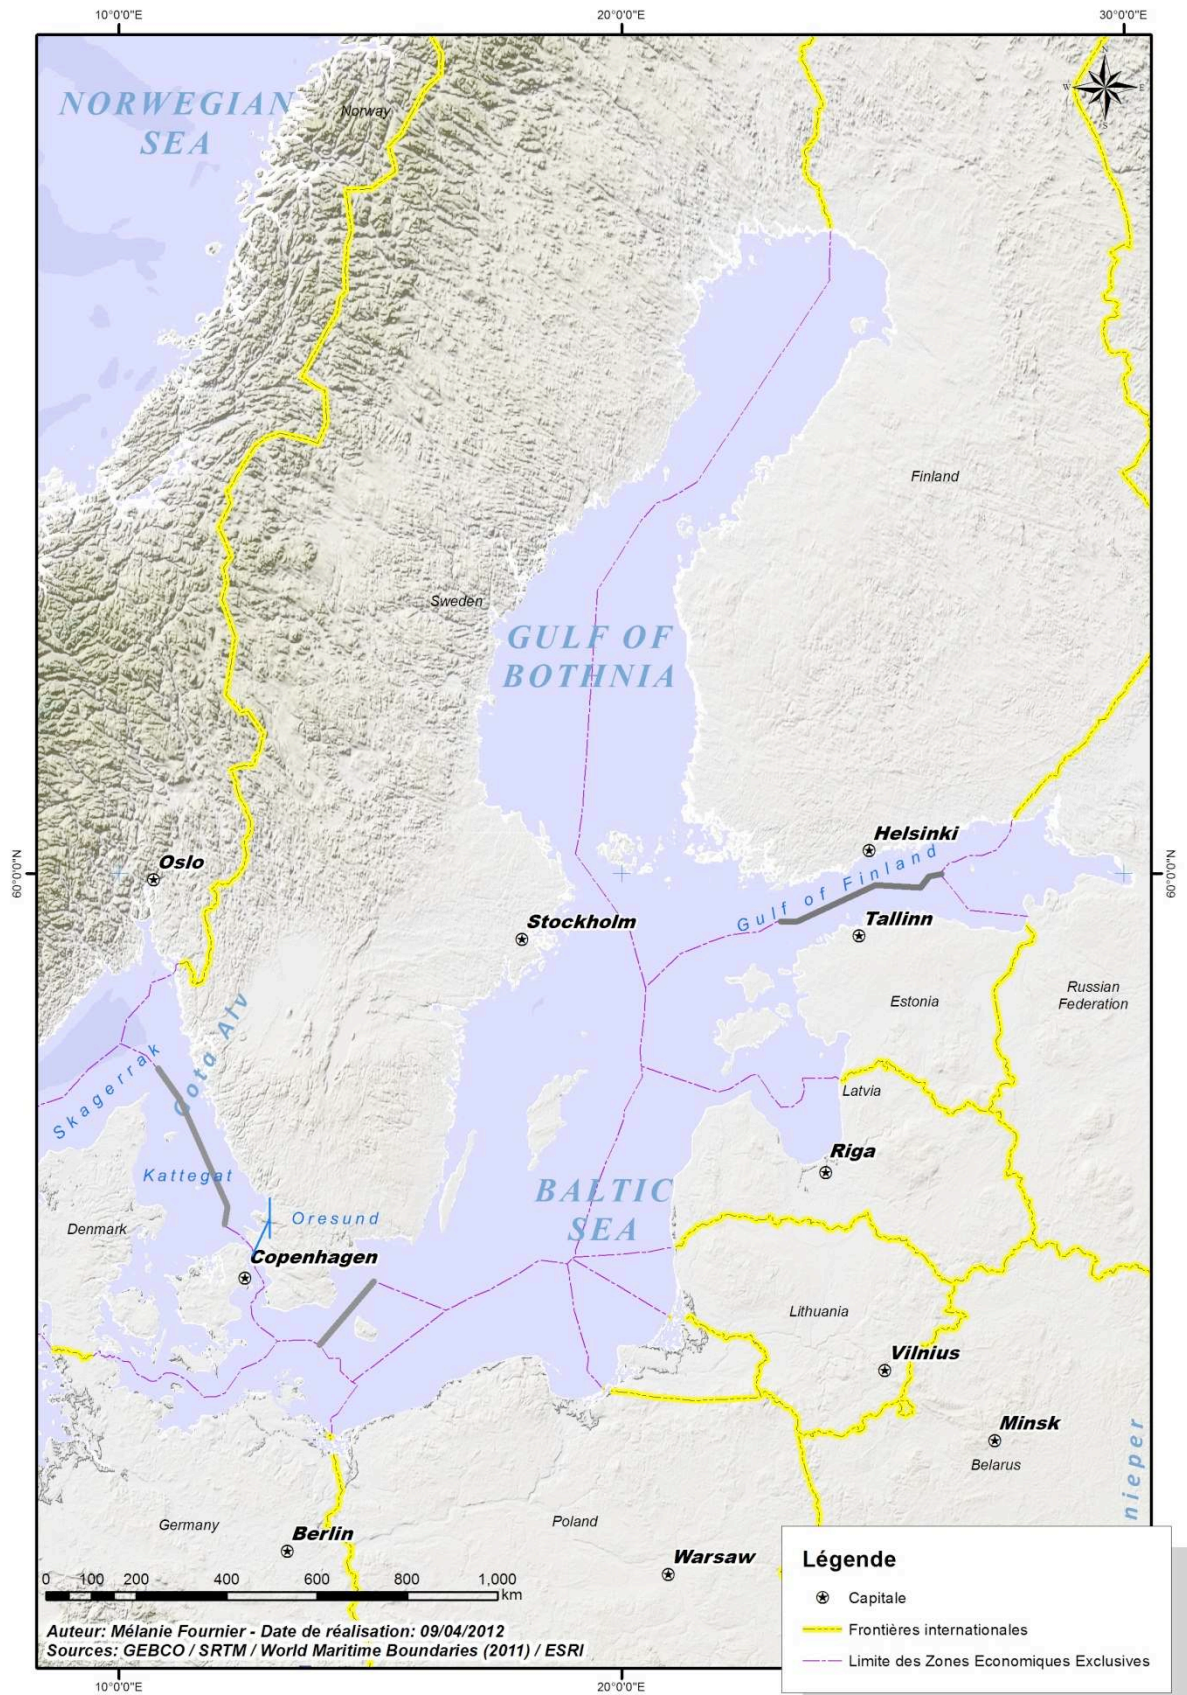 10°0'0"E
20°0'0"E
30°0'0"E
NORWEGIAN
SEA
Norway
W
E
S
Finland
Sweden
GULF OF
BOTHNIA
60°0'0"N
60°0'0"N
Oslo
Helsinki
Gulf of Finland
Stockholm
Tallinn
Russian
Federation
Estonia
Gota Alv
Skagerrak
Latvia
Riga
Kattegat
BALTIC
SEA
Denmark
Oresund
Copenhagen
Lithuania
Vilnius
Minsk
Belarus
nieper
Germany
Poland
Berlin
Warsaw
0 100 200 400 600 800 1,000
km
Auteur: Mélanie Fournier - Date de réalisation: 09/04/2012
Sources: GEBCO / SRTM / World Maritime Boundaries (2011) / ESRI
Légende
Capitale
Frontières internationales
Limite des Zones Economiques Exclusives
10°0'0"E
20°0'0"E